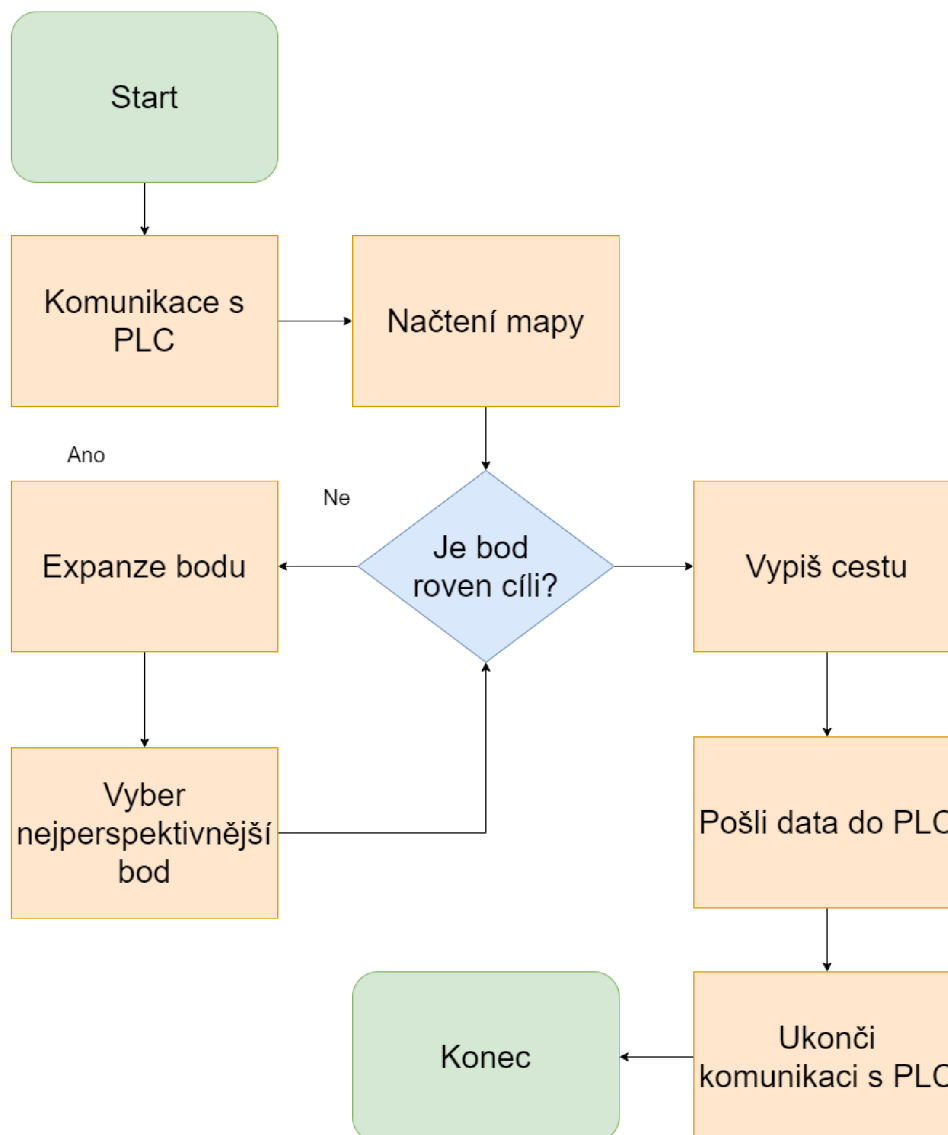 Start
Komunikace s
PLC
Načtení mapy
Ano
Ne
Expanze bodu
Je bod
roven cíli?
Vypiš cestu
Vyber
nejperspektivnější
bod
Pošli data do PLC
Ukonči
komunikaci s PLC
Konec